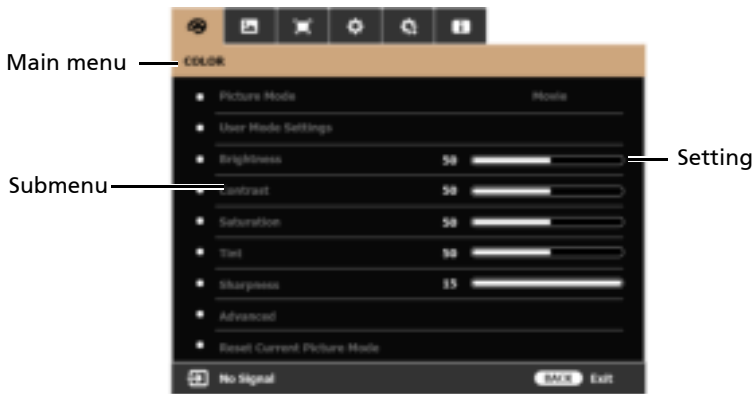 Main menu
COLOR
Picture Mode Movie
User Mode Settings
Brightness 50
Setting
Submenu
Contrast 50
Saturation 50
Tint 50
Sharpness 15
Advanced
Reset Current Picture Mode
No Signal BACK Exit